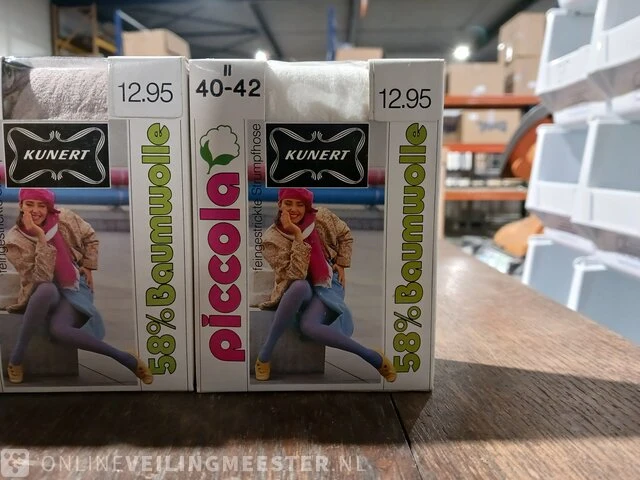 12.95
KUNERT
58% Baumwolle
II
40-42
12.95
KUNERT
piccola
feingestrickte Strumpfhose
58% Baumwolle
ONLINEVEILINGMEESTER.NL